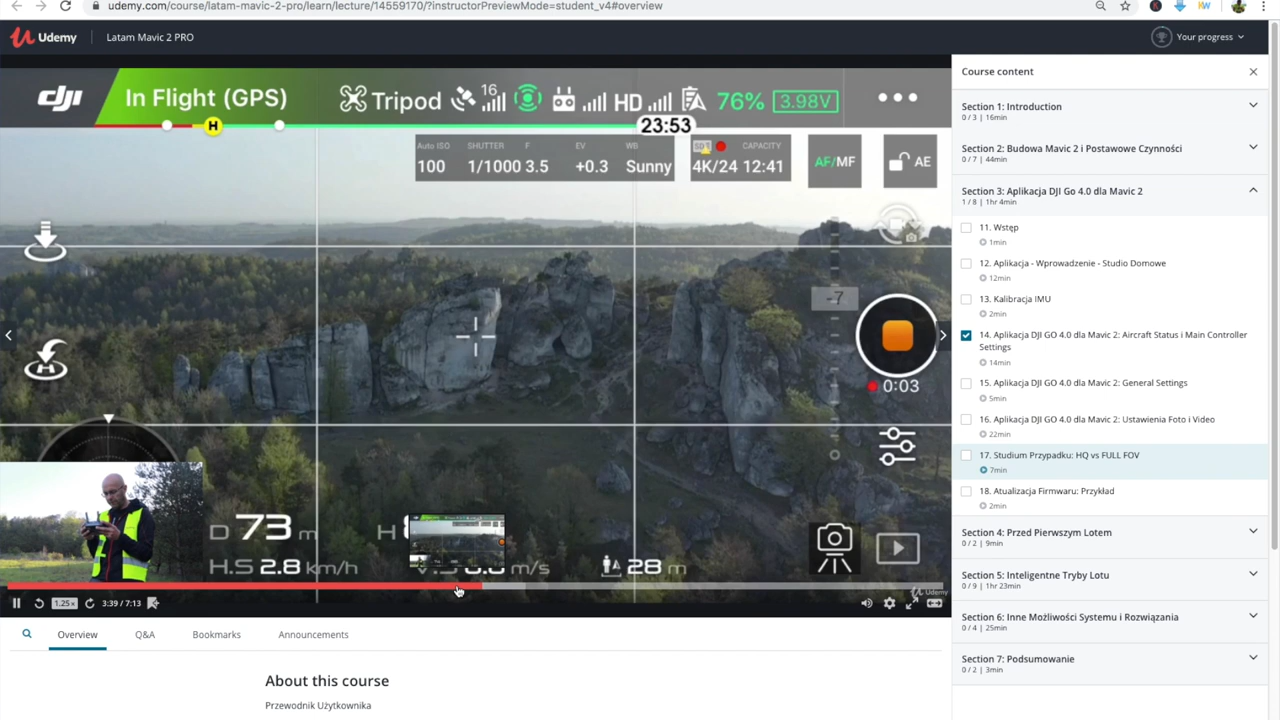 udemy.com/course/latam-mavic-2-pro/learn/lecture/14559170/?instructorPreviewMode=student_v4#overview
Udemy
Latam Mavic 2 PRO
Your progress
dji
In Flight (GPS)
Tripod
16
HD
76%
3.98V
H
23:53
Auto ISO
100
SHUTTER
1/1000
F
3.5
EV
+0.3
WB
Sunny
CAPACITY
4K/24 12:41
AF/MF
AE
-7
0:03
D 73 m
H.S 2.8 km/h
m/s
28 m
Udemy
1.25x
3:39 / 7:13
Course content
Section 1: Introduction
0 / 3 | 16min
Section 2: Budowa Mavic 2 i Postawowe Czynności
0 / 7 | 44min
Section 3: Aplikacja DJI Go 4.0 dla Mavic 2
1 / 8 | 1hr 4min
11. Wstęp
1min
12. Aplikacja - Wprowadzenie - Studio Domowe
12min
13. Kalibracja IMU
2min
14. Aplikacja DJI GO 4.0 dla Mavic 2: Aircraft Status i Main Controller
Settings
14min
15. Aplikacja DJI GO 4.0 dla Mavic 2: General Settings
5min
16. Aplikacja DJI GO 4.0 dla Mavic 2: Ustawienia Foto i Video
22min
17. Studium Przypadku: HQ vs FULL FOV
7min
18. Atualizacja Firmwaru: Przykład
2min
Section 4: Przed Pierwszym Lotem
0 / 2 | 9min
Section 5: Inteligentne Tryby Lotu
0 / 9 | 1hr 23min
Section 6: Inne Możliwości Systemu i Rozwiązania
0 / 4 | 25min
Section 7: Podsumowanie
0 / 2 | 3min
Overview
Q&A
Bookmarks
Announcements
About this course
Przewodnik Użytkownika